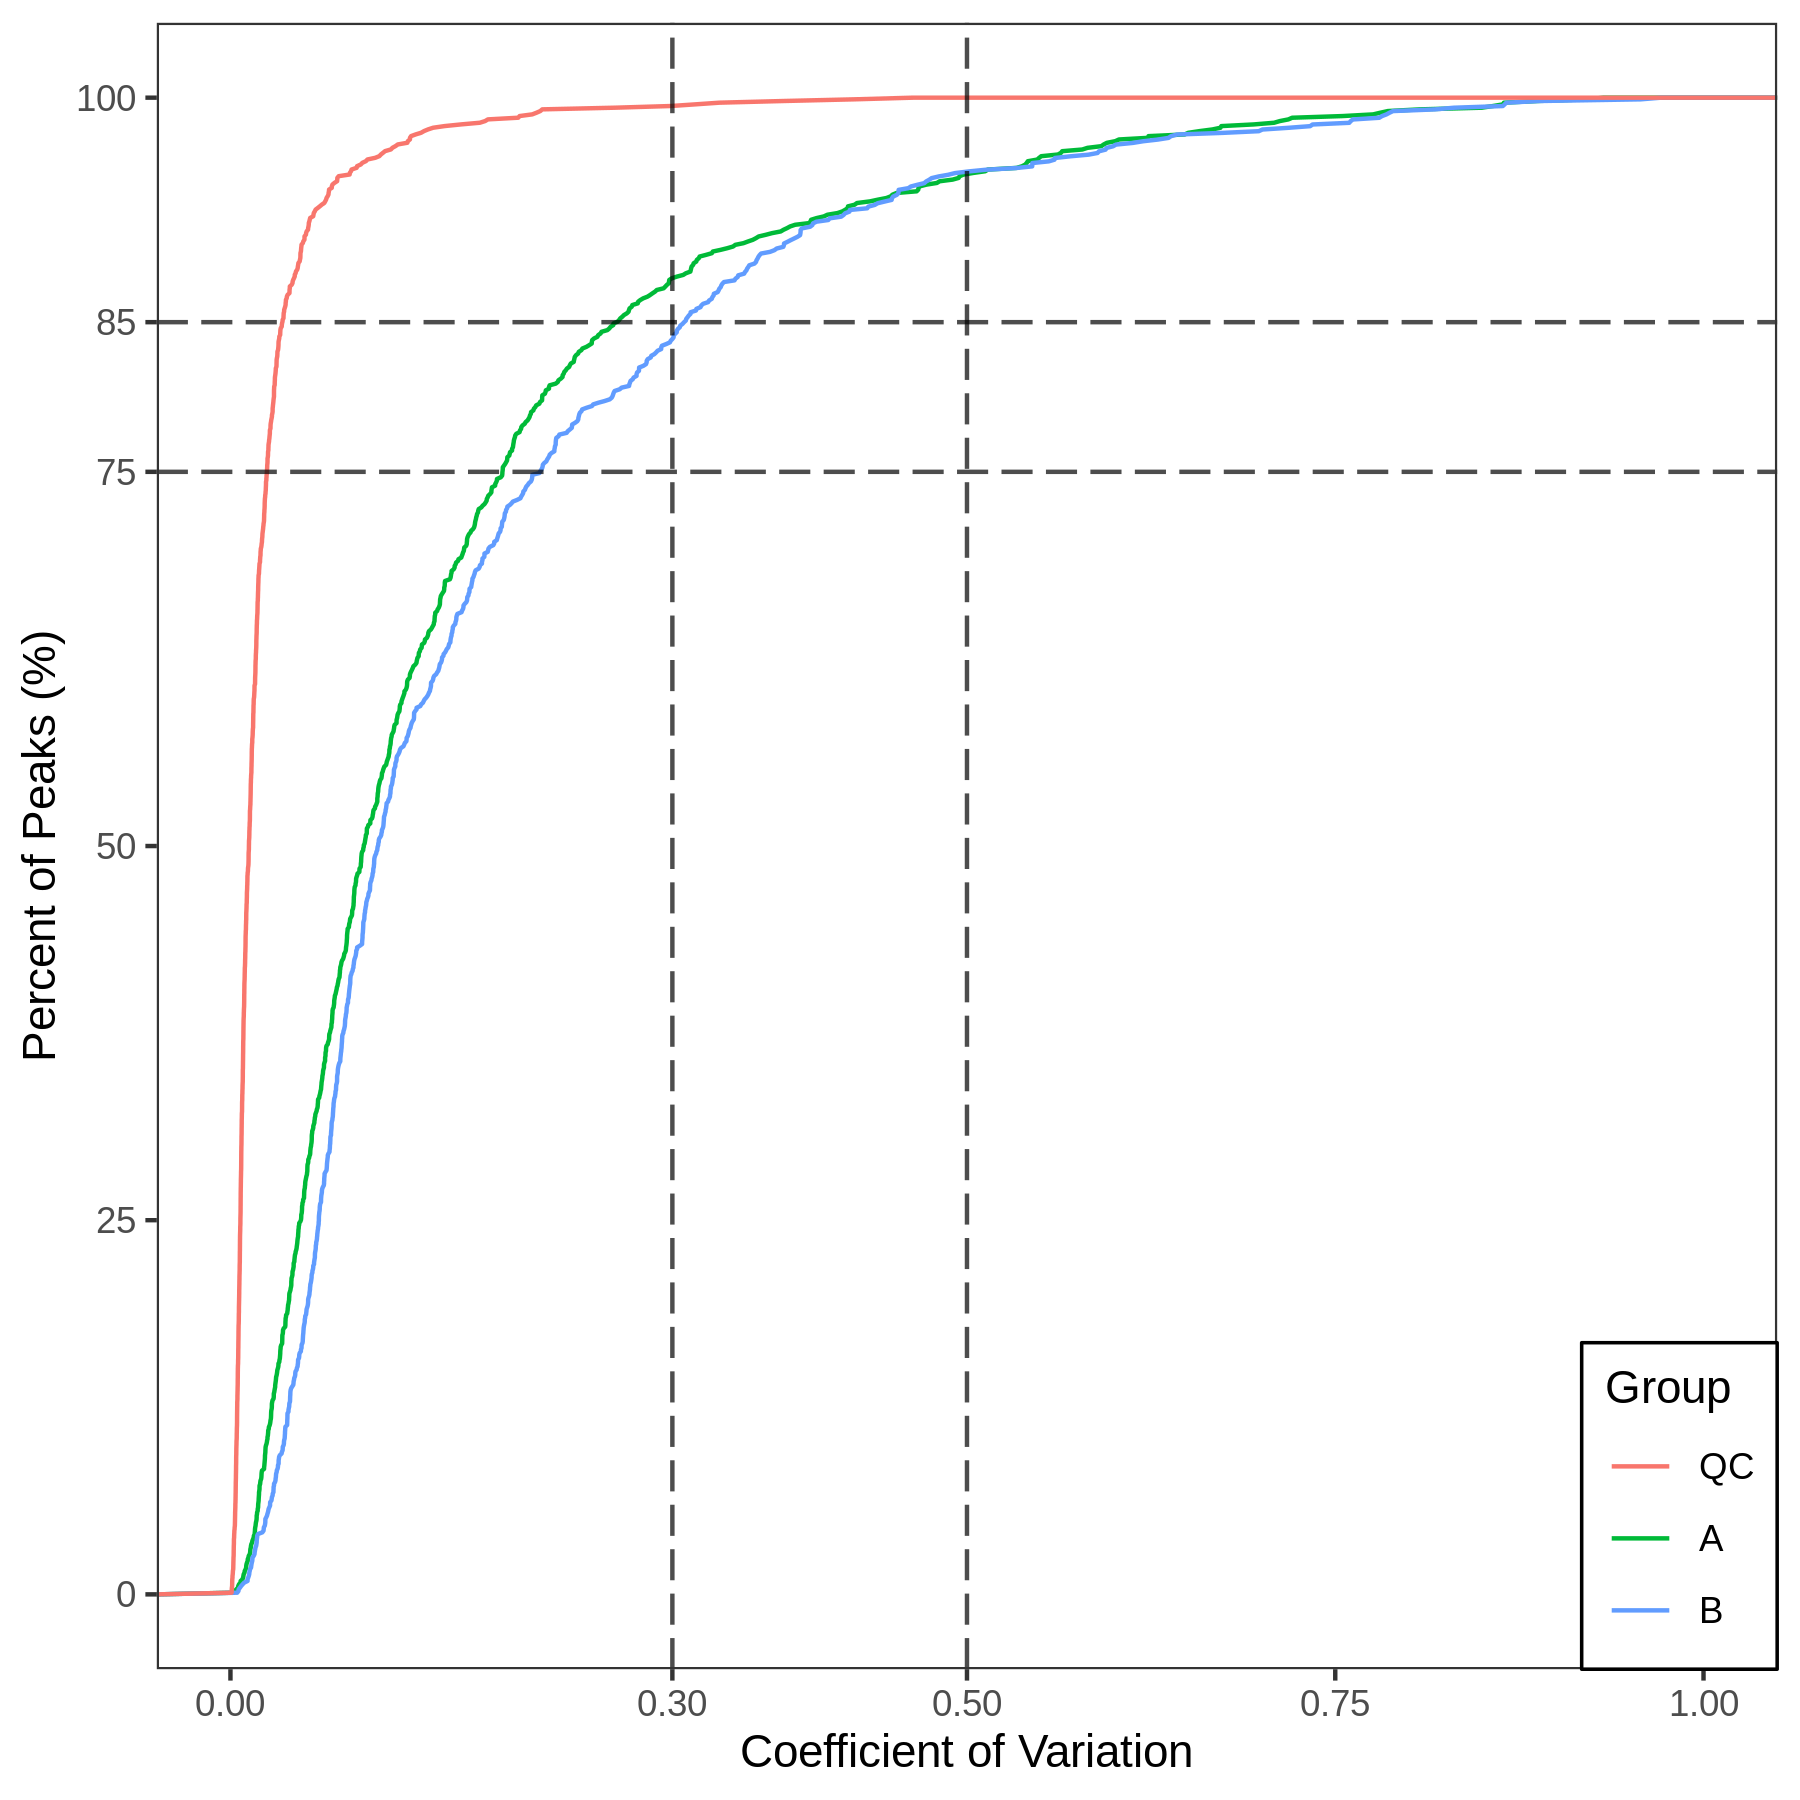 100
85
75
50
25
0
Percent of Peaks (%)
0.00
0.30
0.50
0.75
1.00
Coefficient of Variation
Group
QC
A
B